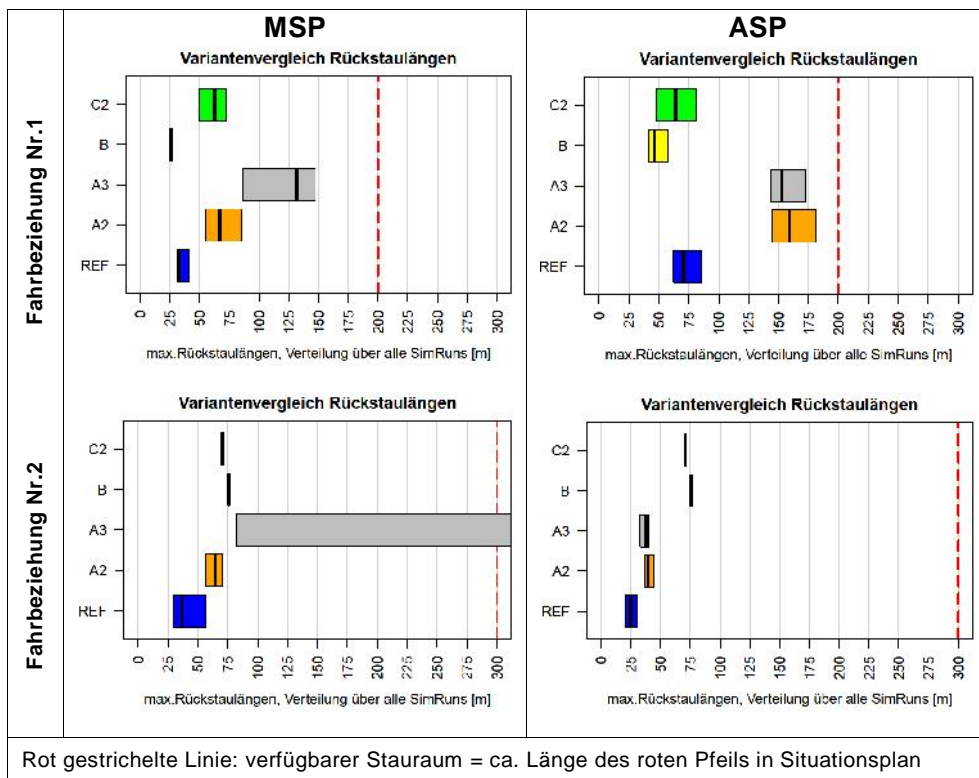 MSP
ASP
Fahrbeziehung Nr.1
Variantenvergleich Rückstaulängen
C2
B
A3
A2
REF
0 25 50 75 100 125 150 175 200 225 250 275 300
max.Rückstaulängen, Verteilung über alle SimRuns [m]
Variantenvergleich Rückstaulängen
C2
B
A3
A2
REF
0 25 50 75 100 125 150 175 200 225 250 275 300
max.Rückstaulängen, Verteilung über alle SimRuns [m]
Fahrbeziehung Nr.2
Variantenvergleich Rückstaulängen
C2
B
A3
A2
REF
0 25 50 75 100 125 150 175 200 225 250 275 300
max.Rückstaulängen, Verteilung über alle SimRuns [m]
Variantenvergleich Rückstaulängen
C2
B
A3
A2
REF
0 25 50 75 100 125 150 175 200 225 250 275 300
max.Rückstaulängen, Verteilung über alle SimRuns [m]
Rot gestrichelte Linie: verfügbarer Stauraum = ca. Länge des roten Pfeils in Situationsplan